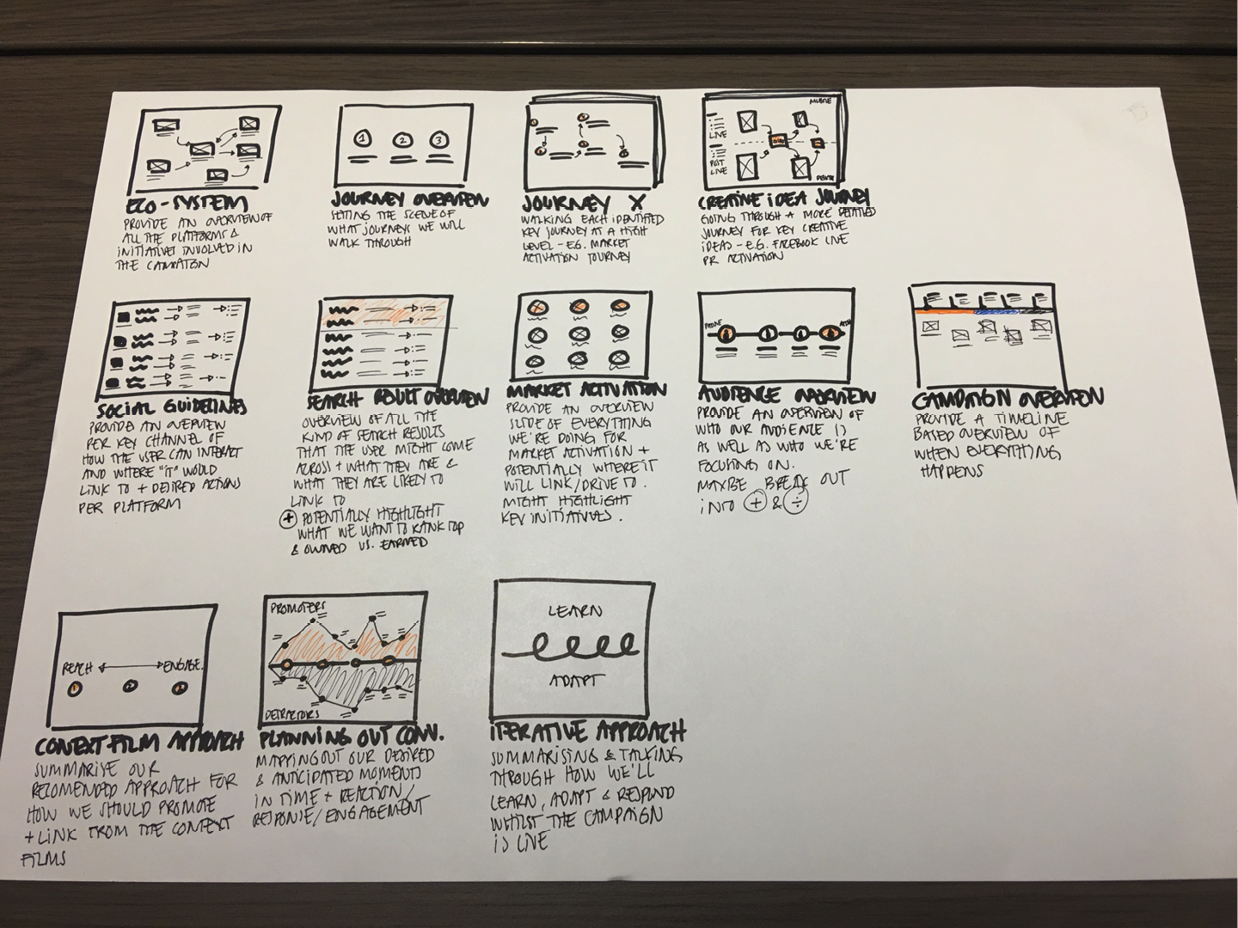 ECO-SYSTEM
PROVIDE AN OVERVIEW OF
ALL THE PLATFORMS &
INITIATIVES INVOLVED IN
THE CAMPAIGN
1 2 3
JOURNEY OVERVIEW
SETTING THE SCENE OF
WHAT JOURNEYS WE WILL
WALK THROUGH
JOURNEY X
WALKING EACH IDENTIFIED
KEY JOURNEY AT A HIGH
LEVEL - EG. MARKET
ACTIVATION JOURNEY
MOBILE
LIVE
POST
LIVE
CREATIVE IDEA JOURNEY
GOING THROUGH A MORE DETAILED
JOURNEY FOR KEY CREATIVE
IDEAS - E.G. FACEBOOK LIVE
PR ACTIVATION
SOCIAL GUIDELINES
PROVIDE AN OVERVIEW
PER KEY CHANNEL OF
HOW THE USER CAN INTERACT
AND WHERE "IT" WOULD
LINK TO + DESIRED ACTIONS
PER PLATFORM
SEARCH RESULT OVERVIEW
OVERVIEW OF ALL THE
KIND OF SEARCH RESULTS
THAT THE USER MIGHT COME
ACROSS + WHAT THEY ARE &
WHAT THEY ARE LIKELY TO
LINK TO
+ POTENTIALLY HIGHLIGHT
WHAT WE WANT TO RANK TOP
& OWNED VS. EARNED
MARKET ACTIVATION
PROVIDE AN OVERVIEW
SLIDE OF EVERYTHING
WE'RE DOING FOR
MARKET ACTIVATION +
POTENTIALLY WHERE IT
WILL LINK/DRIVE TO.
MIGHT HIGHLIGHT
KEY INITIATIVES.
AUDIENCE OVERVIEW
PROVIDE AN OVERVIEW OF
WHO OUR AUDIENCE IS
AS WELL AS WHO WE'RE
FOCUSING ON.
MAYBE BREAK OUT
INTO + & ÷
CAMPAIGN OVERVIEW
PROVIDE A TIMELINE
BASED OVERVIEW OF
WHEN EVERYTHING
HAPPENS
REACH ENGAGE.
1 2 3
CONTEXT-FILM APPROACH
SUMMARISE OUR
RECOMENDED APPROACH FOR
HOW WE SHOULD PROMOTE
+ LINK FROM THE CONTEXT
FILMS
PROMOTERS
DETRACTORS
PLANNING OUT CONV.
MAPPING OUT OUR DESIRED
& ANTICIPATED MOMENTS
IN TIME + REACTION/
RESPONSE/ENGAGEMENT
LEARN
ADAPT
ITERATIVE APPROACH
SUMMARISING & TALKING
THROUGH HOW WE'LL
LEARN, ADAPT & RESPOND
WHILST THE CAMPAIGN
IS LIVE